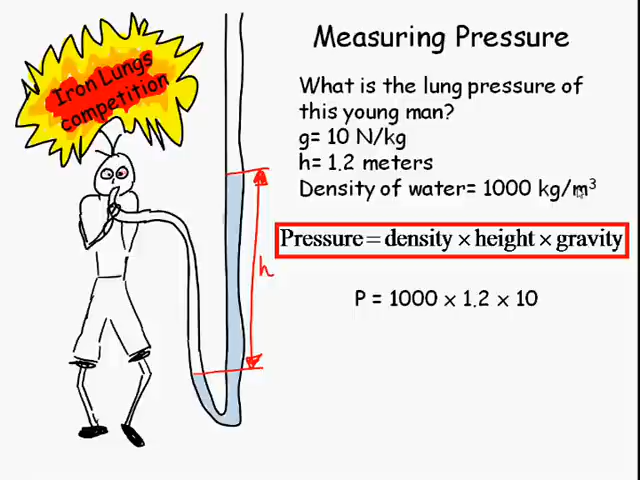 Iron Lungs
competition
Measuring Pressure
What is the lung pressure of
this young man?
g= 10 N/kg
h= 1.2 meters
Density of water= 1000 kg/m³
Pressure = density × height × gravity
h
P = 1000 x 1.2 x 10